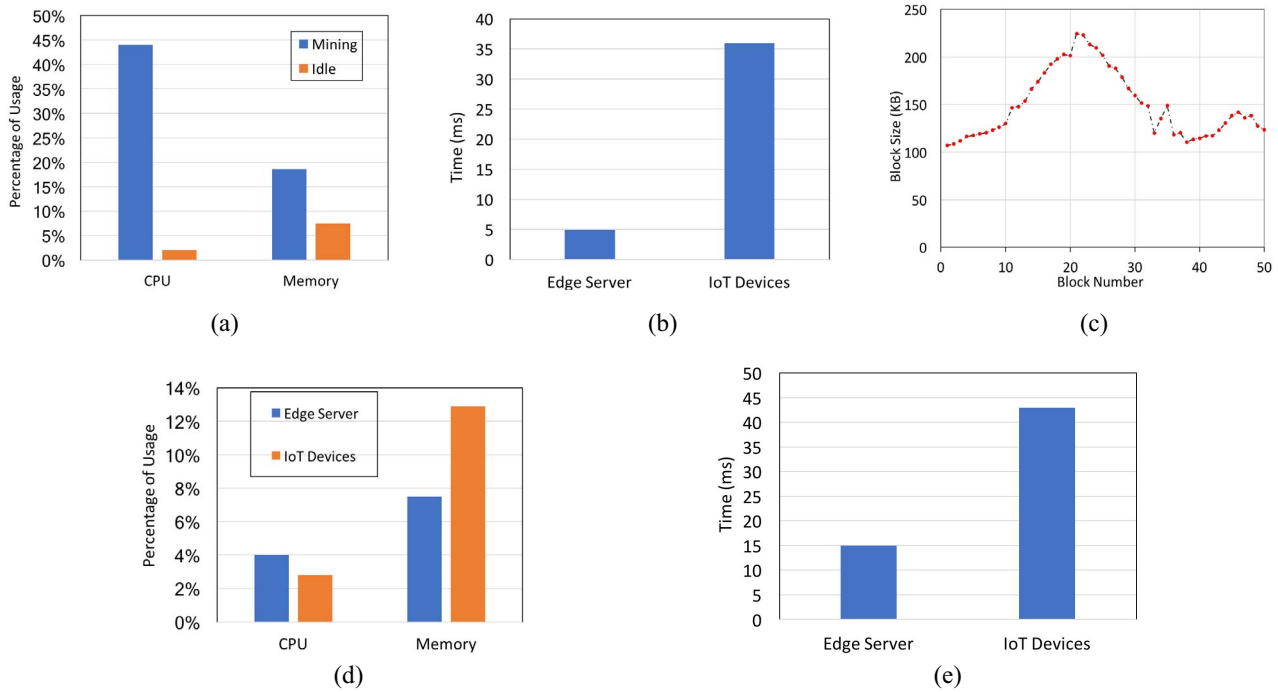 50%
45%
40%
35%
30%
25%
20%
15%
10%
5%
0%
Percentage of Usage
Mining
Idle
CPU Memory
(a)
40
35
30
25
20
15
10
5
0
Time (ms)
Edge Server IoT Devices
(b)
250
200
150
100
50
0
Block Size (KB)
0 10 20 30 40 50
Block Number
(c)
14%
12%
10%
8%
6%
4%
2%
0%
Percentage of Usage
Edge Server
IoT Devices
CPU Memory
(d)
50
45
40
35
30
25
20
15
10
5
0
Time (ms)
Edge Server IoT Devices
(e)